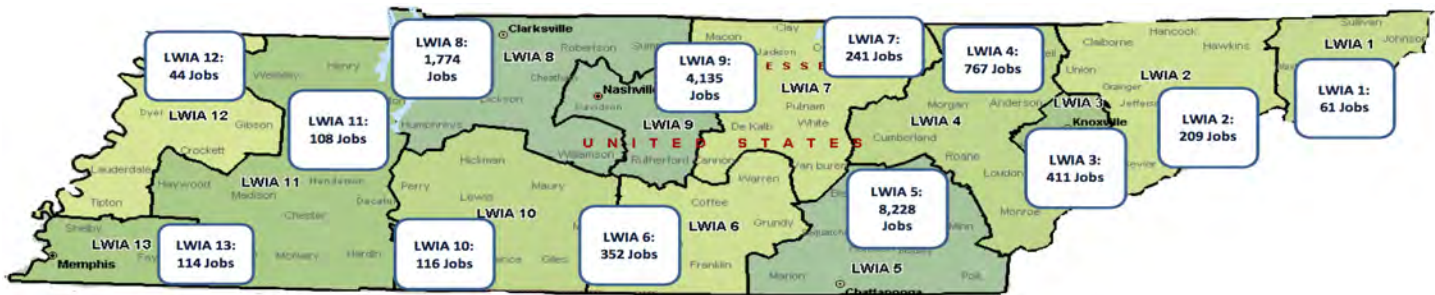 Clarksville
Sullivan
Johnson
LWIA 1
LWIA 1:
61 Jobs
Hancock
Claiborne
Hawkins
Union
LWIA 2
Grainger
LWIA 2:
209 Jobs
LWIA 3
Knoxville
LWIA 3:
411 Jobs
Loudon
Monroe
LWIA 4:
767 Jobs
Morgan
Anderson
LWIA 4
Cumberland
Roane
LWIA 7:
241 Jobs
Macon
Clay
Jackson
LWIA 7
Putnam
White
De Kalb
Cannon
Warren
Van buren
LWIA 8:
1,774
Jobs
LWIA 8
Robertson
Cheatham
Dickson
Humphreys
Williamson
LWIA 9:
4,135
Jobs
Nashville
Davidson
LWIA 9
Rutherford
UNITED STATES
LWIA 12:
44 Jobs
Weakley
Henry
Dyer
LWIA 12
Gibson
Crockett
Lauderdale
Tipton
LWIA 11:
108 Jobs
LWIA 11
Haywood
Madison
Henderson
Decatur
Chester
McNairy
Hardin
Shelby
LWIA 13
Memphis
LWIA 13:
114 Jobs
Hickman
Perry
Lewis
Maury
LWIA 10
Giles
LWIA 10:
116 Jobs
LWIA 6:
352 Jobs
Coffee
LWIA 6
Grundy
Franklin
LWIA 5:
8,228
Jobs
Marion
LWIA 5
Polk
Chattanooga